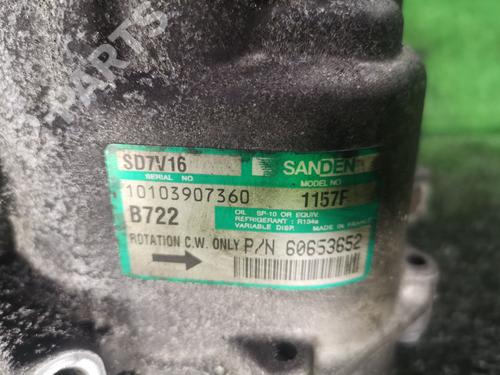 B-PARTS
SD7V16
SANDEN
SERIAL NO
MODEL NO
10103907360
1157F
B722
OIL SP-10 OR EQUIV.
REFRIGERANT : R134a
VARIABLE DISP. MADE IN FRANCE
ROTATION C.W. ONLY
P/N 60653652